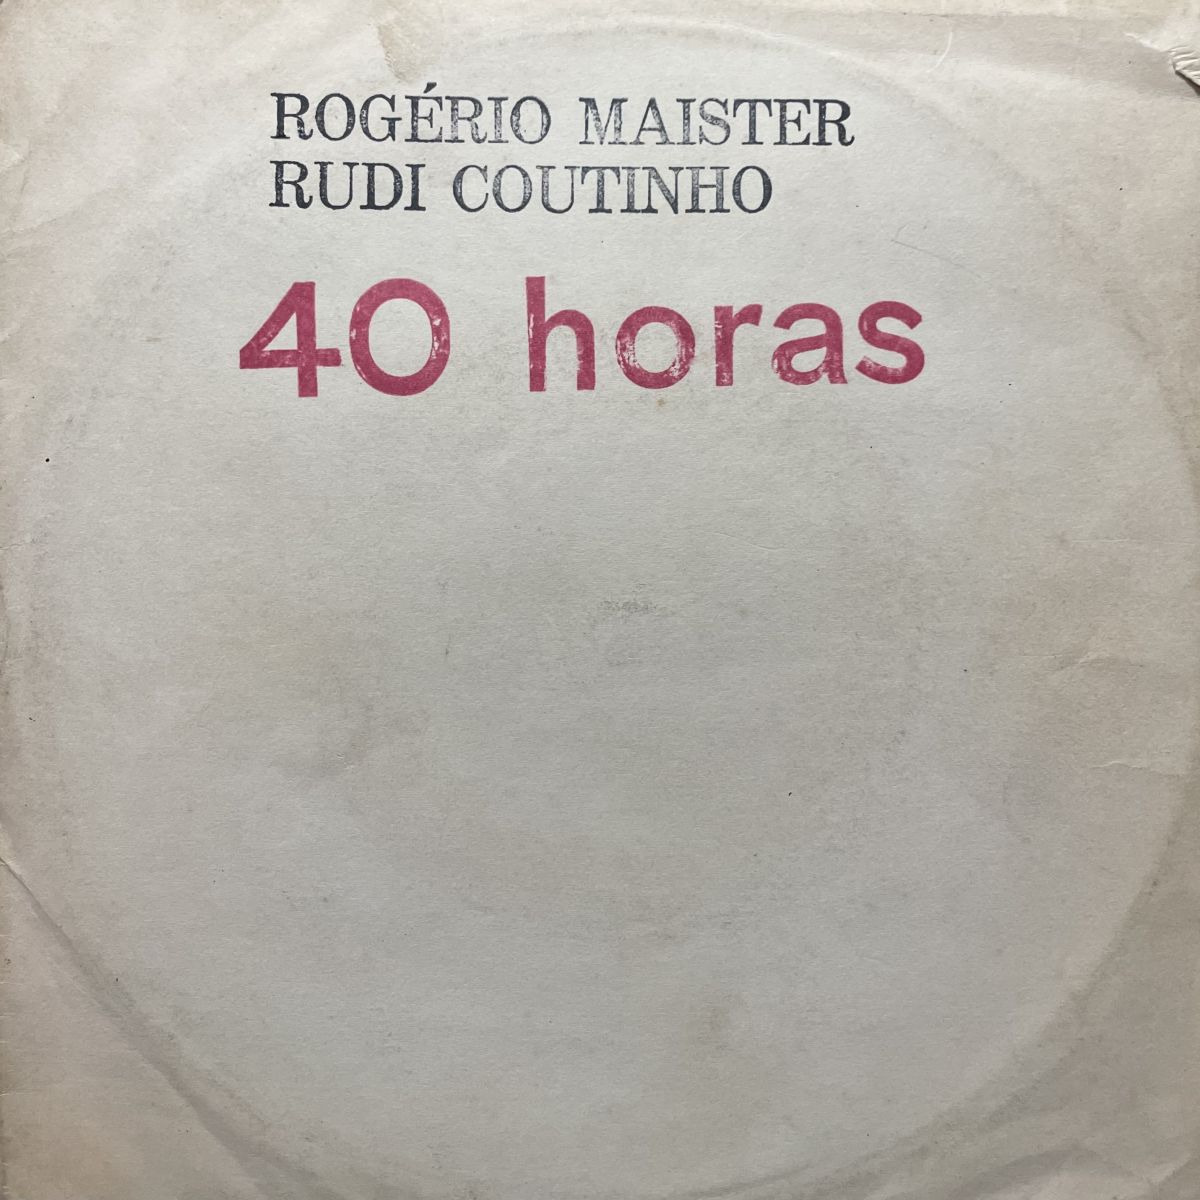 ROGÉRIO MAISTER
RUDI COUTINHO
40 horas